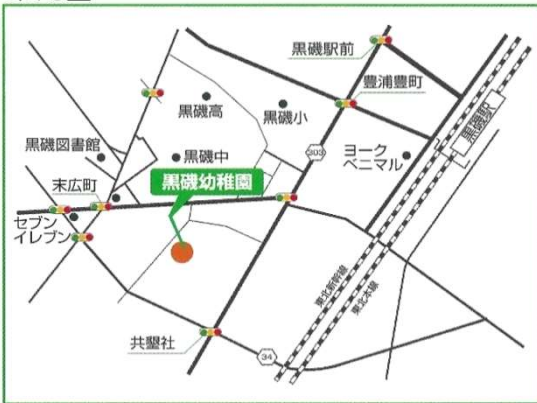 黒磯駅前
豊浦豊町
黒磯高
黒磯小
303
ヨーク
ベニマル
黒磯駅
黒磯図書館
黒磯中
末広町
黒磯幼稚園
セブン
イレブン
東北新幹線
東北本線
共墾社
34